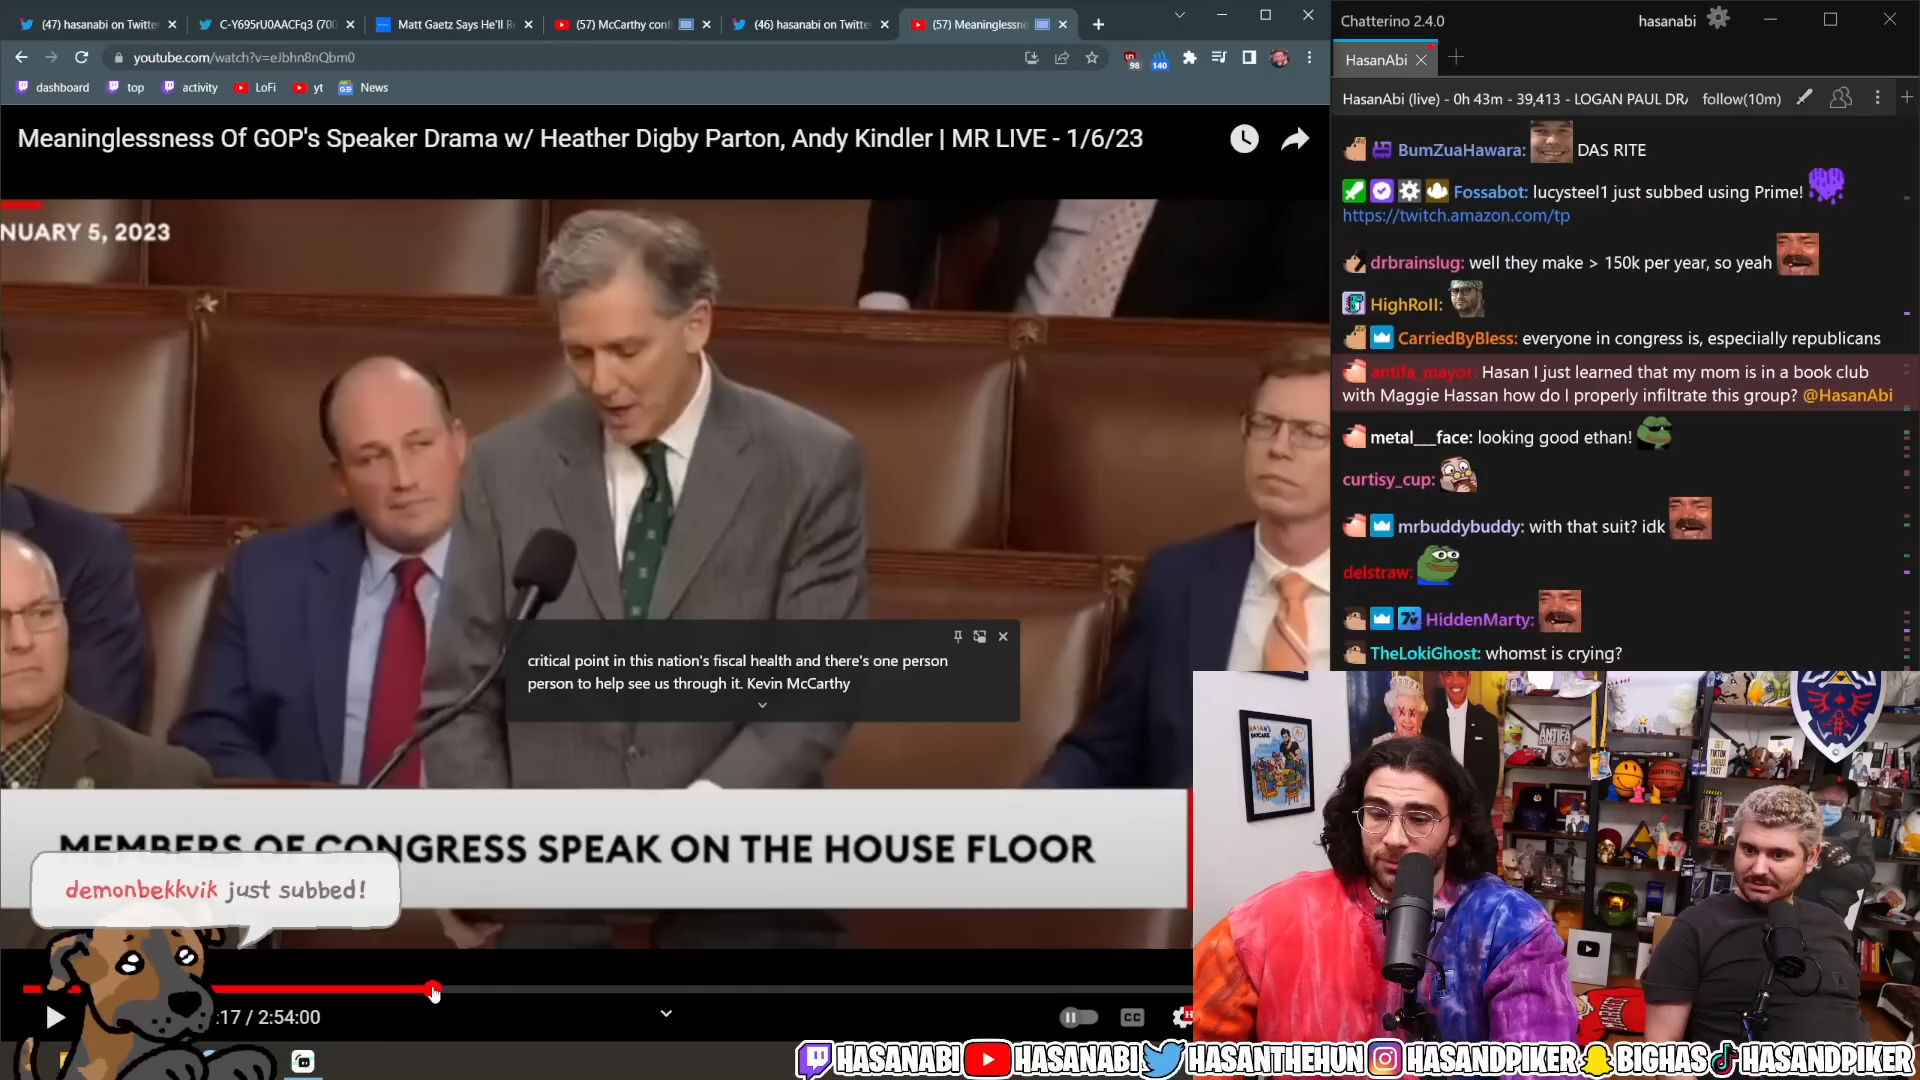 (47) hasanabi on Twitte
C-Y695rU0AACFq3 (700
Matt Gaetz Says He'll R
(57) McCarthy conf
(46) hasanabi on Twitte
(57) Meaninglessne
youtube.com/watch?v=eJbhn8nQbm0
98
140
dashboard
top
activity
LoFi
yt
News
Meaninglessness Of GOP's Speaker Drama w/ Heather Digby Parton, Andy Kindler | MR LIVE - 1/6/23
NUARY 5, 2023
critical point in this nation's fiscal health and there's one person
person to help see us through it. Kevin McCarthy
MEMBERS OF CONGRESS SPEAK ON THE HOUSE FLOOR
demonbekkvik just subbed!
:17 / 2:54:00
CC
Chatterino 2.4.0
hasanabi
HasanAbi
HasanAbi (live) - 0h 43m - 39,413 - LOGAN PAUL DR
follow(10m)
BumZuaHawara: DAS RITE
Fossabot: lucysteel1 just subbed using Prime!
https://twitch.amazon.com/tp
drbrainslug: well they make > 150k per year, so yeah
HighRoll:
CarriedByBless: everyone in congress is, especiially republicans
antifa_mayor: Hasan I just learned that my mom is in a book club
with Maggie Hassan how do I properly infiltrate this group? @HasanAbi
metal___face: looking good ethan!
curtisy_cup:
mrbuddybuddy: with that suit? idk
delstraw:
HiddenMarty:
TheLokiGhost: whomst is crying?
HASANABI
HASANABI
HASANTHEHUN
HASANDPIKER
BIGHAS
HASANDPIKER